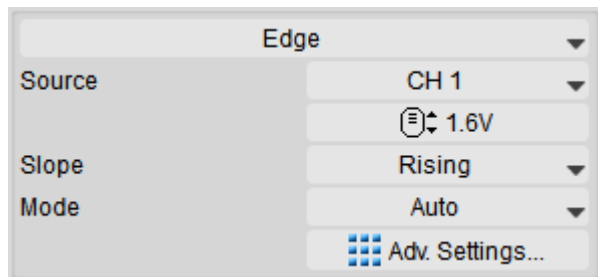 Edge
Source CH 1
1.6V
Slope Rising
Mode Auto
Adv. Settings...